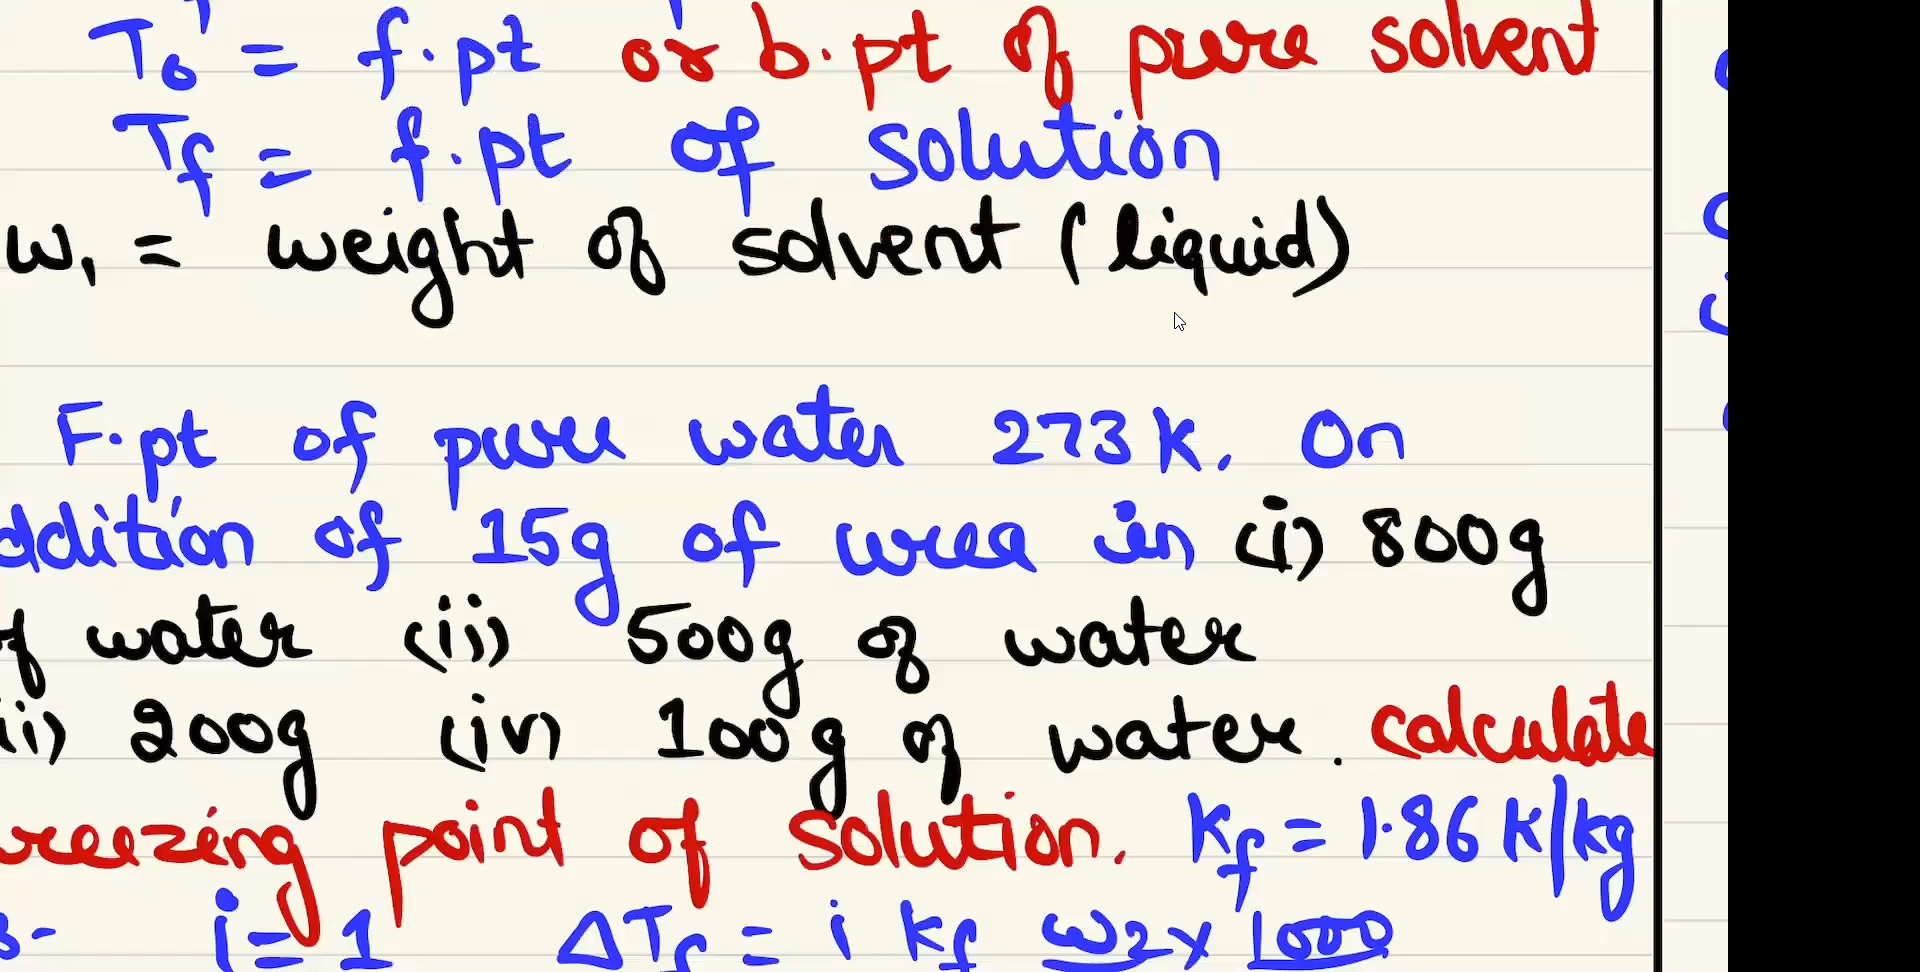 T₀ = f.pt or b.pt of pure solvent
Tf = f.pt of solution
w₁ = weight of solvent (liquid)
F.pt of pure water 273K. On
ddition of 15g of urea in (i) 800g
of water (ii) 500g of water
ii) 200g (iv) 100g of water. calculate
reezing point of solution. Kf = 1.86 K/kg
i = 1 ΔTf = i Kf w2 x 1000